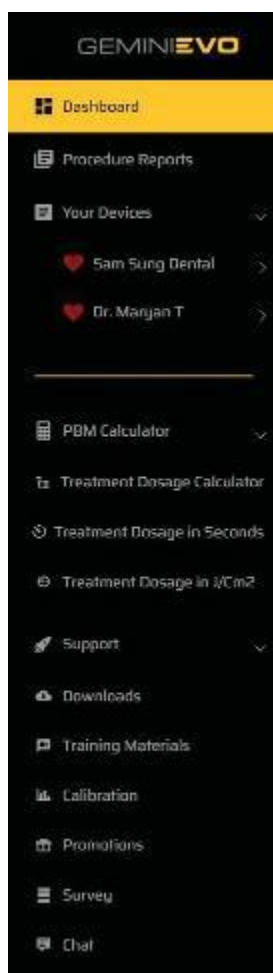 GEMINIEVO
Dashboard
Procedure Reports
Your Devices
Sam Sung Dental
Dr. Maryan T
PBM Calculator
Treatment Dosage Calculator
Treatment Dosage in Seconds
Treatment Dosage in J/Cm2
Support
Downloads
Training Materials
Calibration
Promotions
Survey
Chat